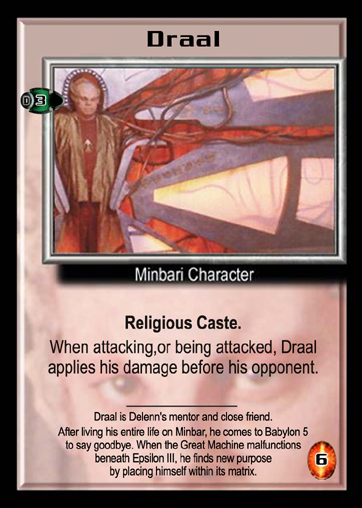 Draal
D 3
Minbari Character
Religious Caste.
When attacking,or being attacked, Draal
applies his damage before his opponent.
Draal is Delenn's mentor and close friend.
After living his entire life on Minbar, he comes to Babylon 5
to say goodbye. When the Great Machine malfunctions
beneath Epsilon III, he finds new purpose
by placing himself within its matrix.
6